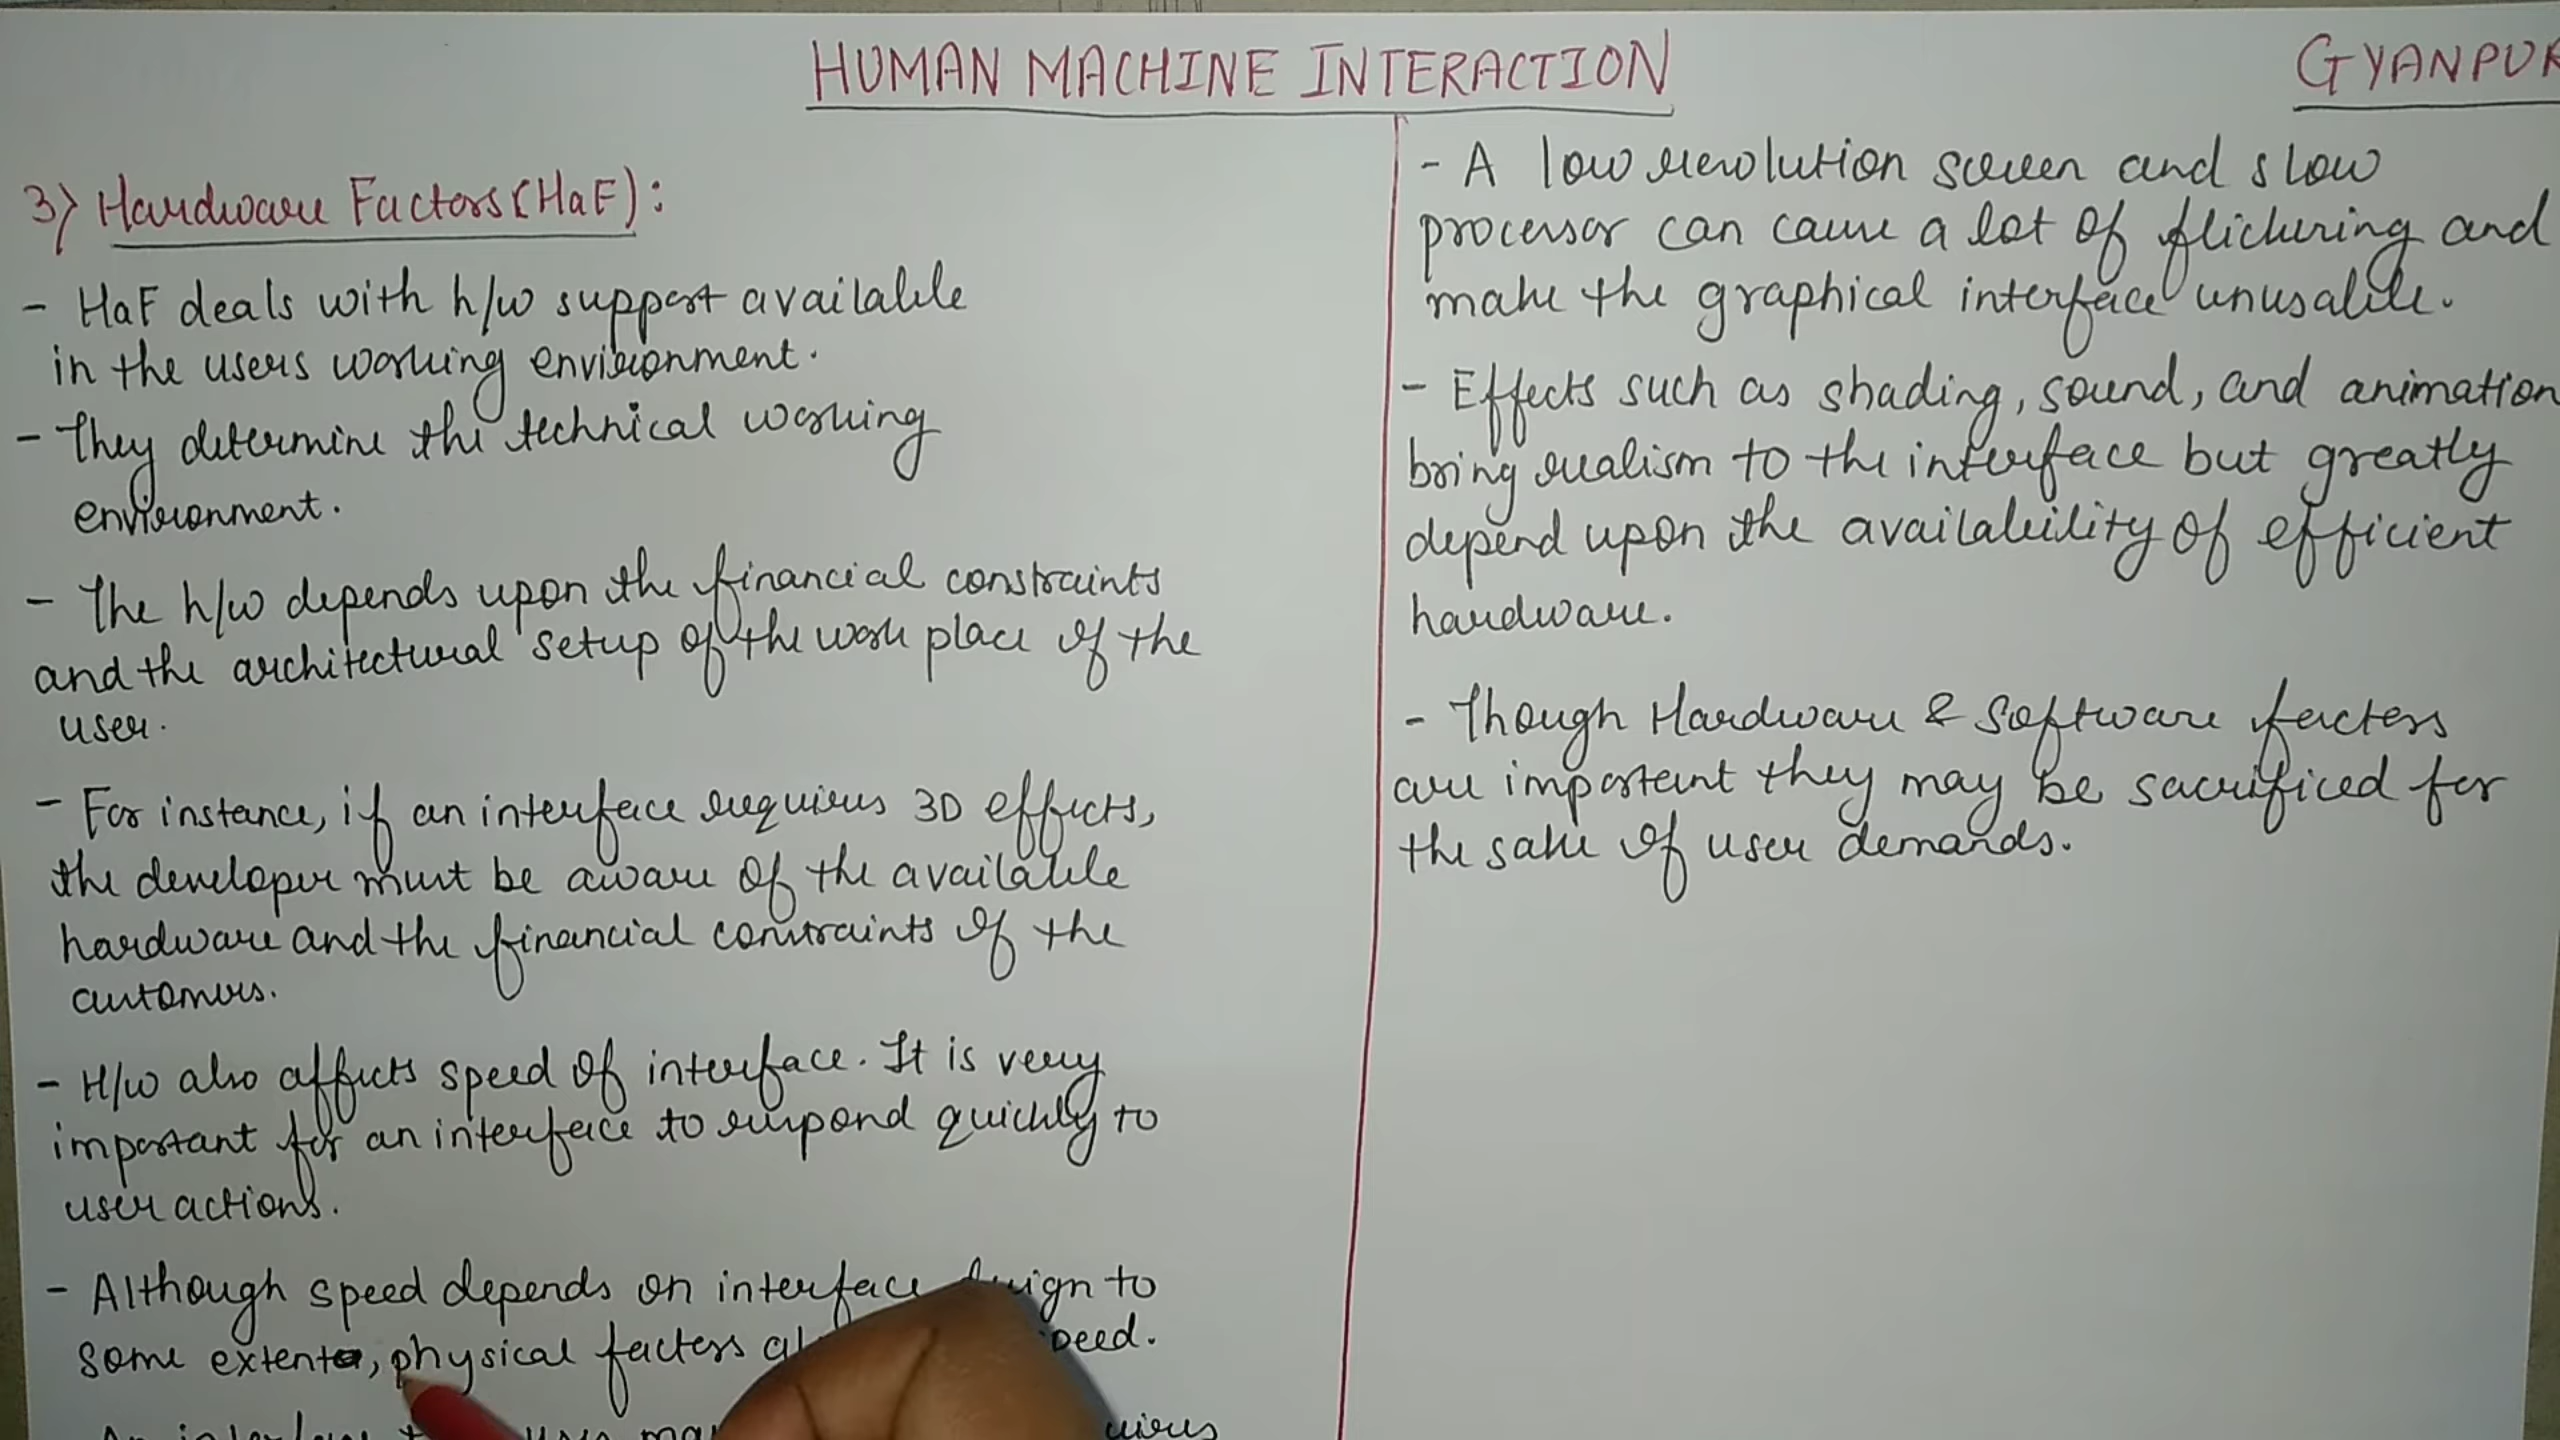 HUMAN MACHINE INTERACTION
GYANPUR
3) Hardware Factors (HaF):
- HaF deals with h/w support available
in the users working environment.
- They determine the technical working
environment.
- The h/w depends upon the financial constraints
and the architectural setup of the work place of the
user.
- For instance, if an interface requires 3D effects,
the developer must be aware of the available
hardware and the financial constraints of the
customers.
- H/w also affects speed of interface. It is very
important for an interface to respond quickly to
user actions.
- Although speed depends on interface design to
some extent, physical factors
- A low resolution screen and slow
processor can cause a lot of flickering and
make the graphical interface unusable.
- Effects such as shading, sound, and animation
bring realism to the interface but greatly
depend upon the availability of efficient
hardware.
- Though Hardware & Software factors
are important they may be sacrificed for
the sake of user demands.